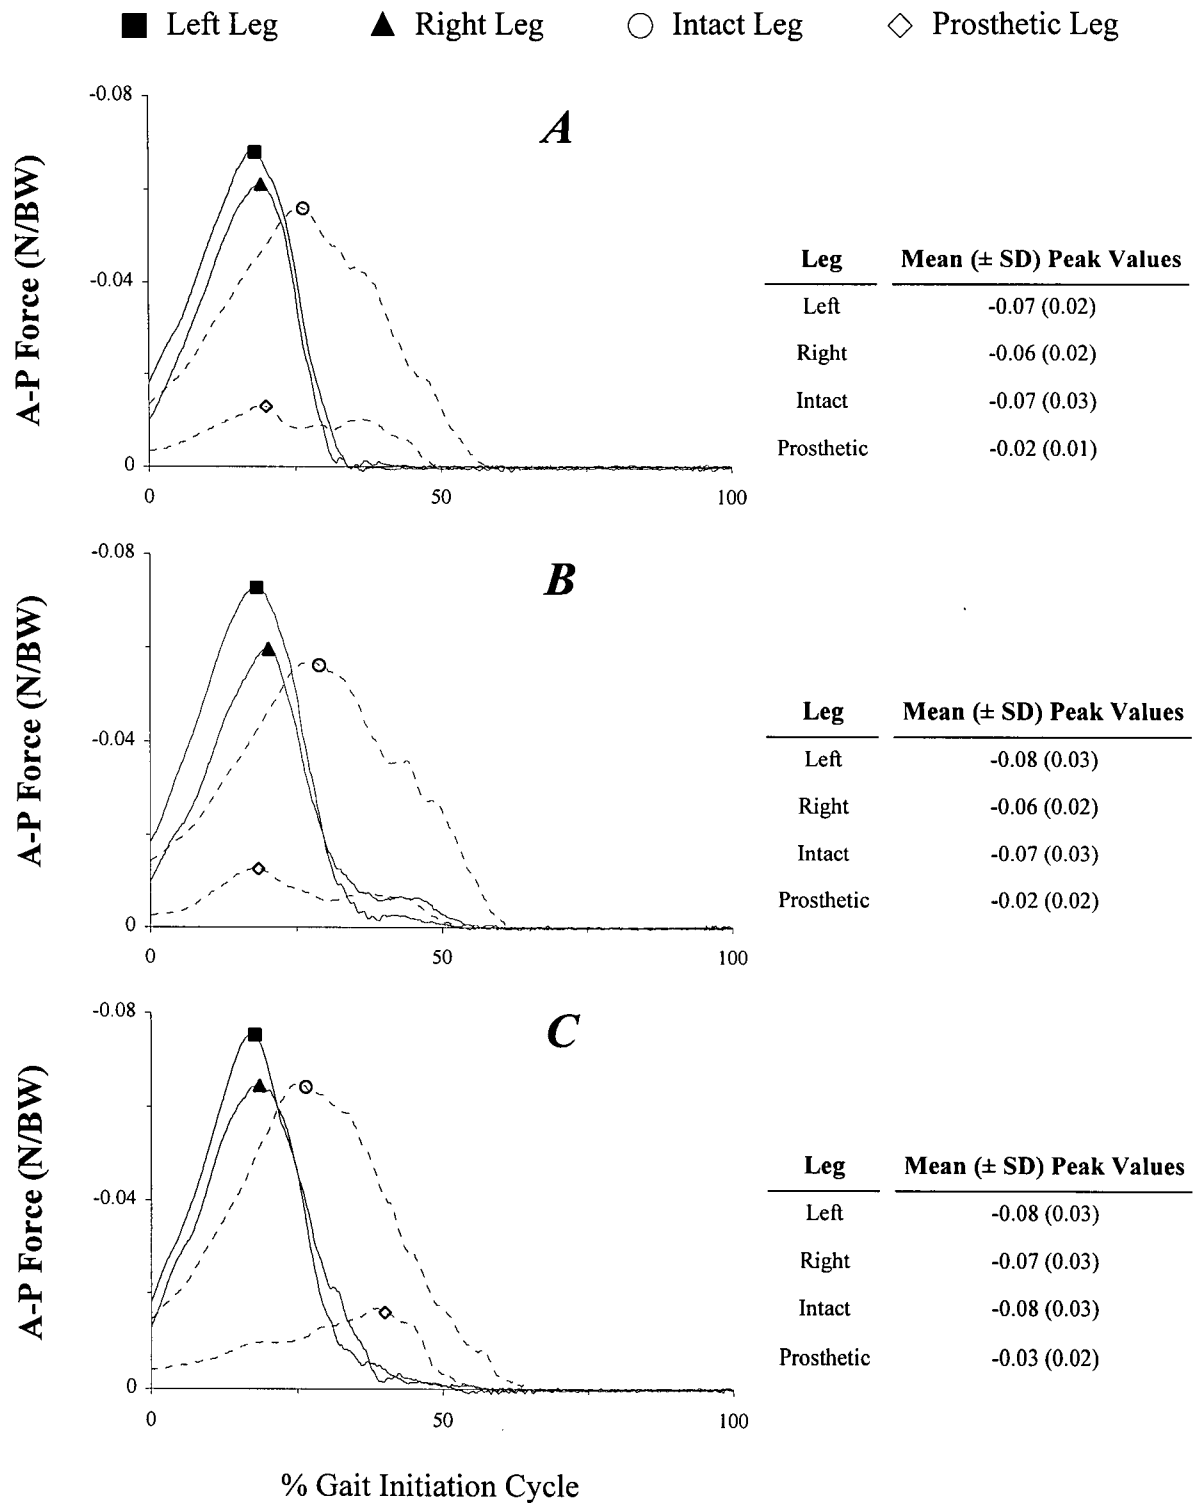 Left Leg Right Leg Intact Leg Prosthetic Leg
A
A-P Force (N/BW)
-0.08
-0.04
0
0 50 100
Leg Mean (± SD) Peak Values
Left -0.07 (0.02)
Right -0.06 (0.02)
Intact -0.07 (0.03)
Prosthetic -0.02 (0.01)
B
A-P Force (N/BW)
-0.08
-0.04
0
0 50 100
Leg Mean (± SD) Peak Values
Left -0.08 (0.03)
Right -0.06 (0.02)
Intact -0.07 (0.03)
Prosthetic -0.02 (0.02)
C
A-P Force (N/BW)
-0.08
-0.04
0
0 50 100
Leg Mean (± SD) Peak Values
Left -0.08 (0.03)
Right -0.07 (0.03)
Intact -0.08 (0.03)
Prosthetic -0.03 (0.02)
% Gait Initiation Cycle